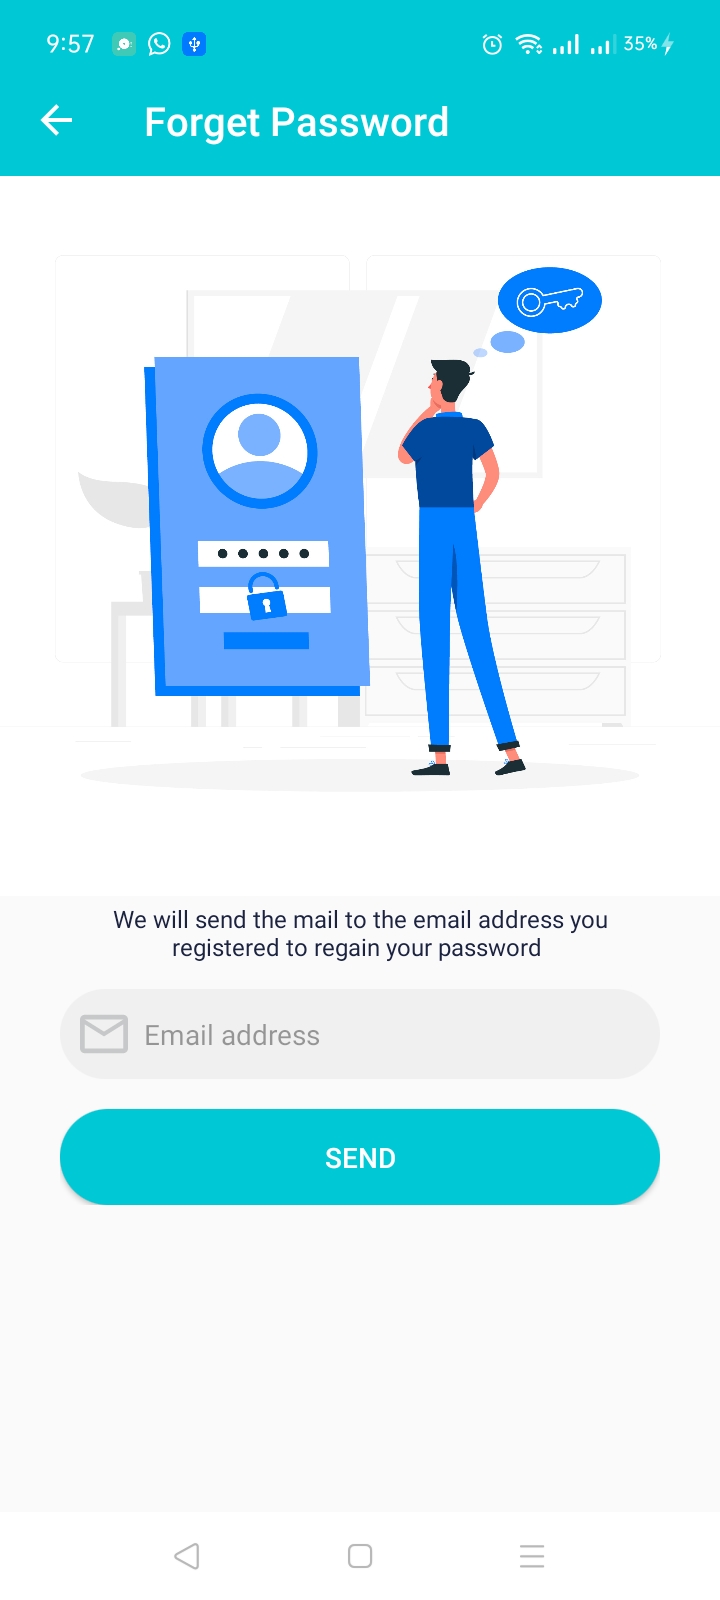 9:57
35%
Forget Password
We will send the mail to the email address you
registered to regain your password
Email address
SEND